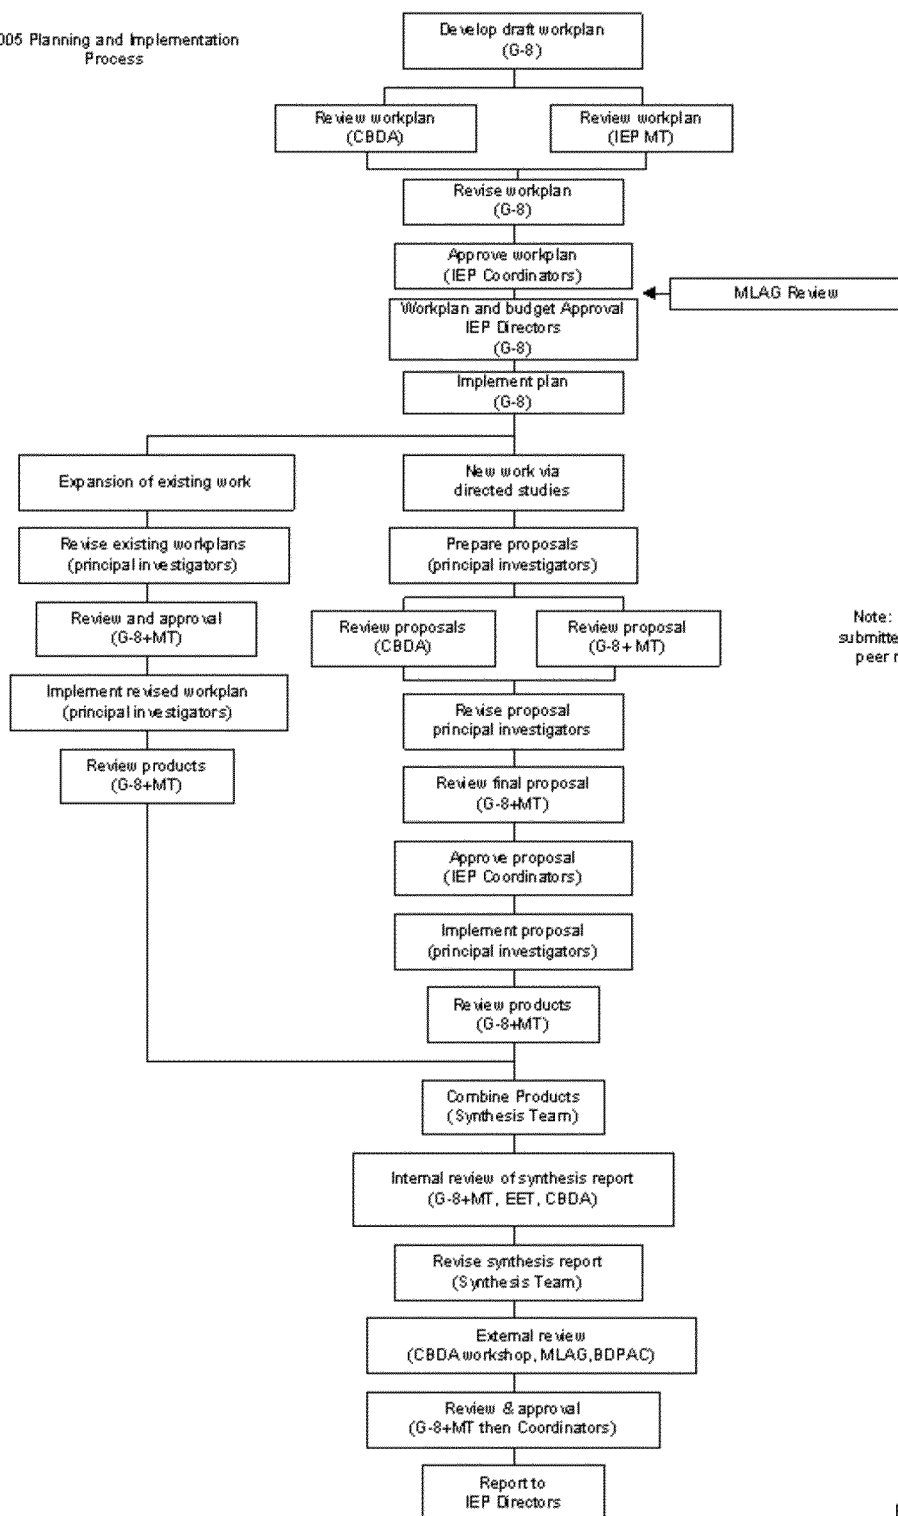 005 Planning and Implementation
Process
Develop draft workplan
(G-8)
Review workplan
(CBDA)
Review workplan
(IEP MT)
Revise workplan
(G-8)
Approve workplan
(IEP Coordinators)
MLAG Review
Workplan and budget Approval
IEP Directors
(G-8)
Implement plan
(G-8)
Expansion of existing work
New work via
directed studies
Revise existing workplans
(principal investigators)
Prepare proposals
(principal investigators)
Review and approval
(G-8+MT)
Review proposals
(CBDA)
Review proposal
(G-8+ MT)
Note:
submitte
peer r
Implement revised workplan
(principal investigators)
Revise proposal
principal investigators
Review products
(G-8+MT)
Review final proposal
(G-8+MT)
Approve proposal
(IEP Coordinators)
Implement proposal
(principal investigators)
Review products
(G-8+MT)
Combine Products
(Synthesis Team)
Internal review of synthesis report
(G-8+MT, EET, CBDA)
Revise synthesis report
(Synthesis Team)
External review
(CBDA workshop, MLAG,BDPAC)
Review & approval
(G-8+MT then Coordinators)
Report to
IEP Directors